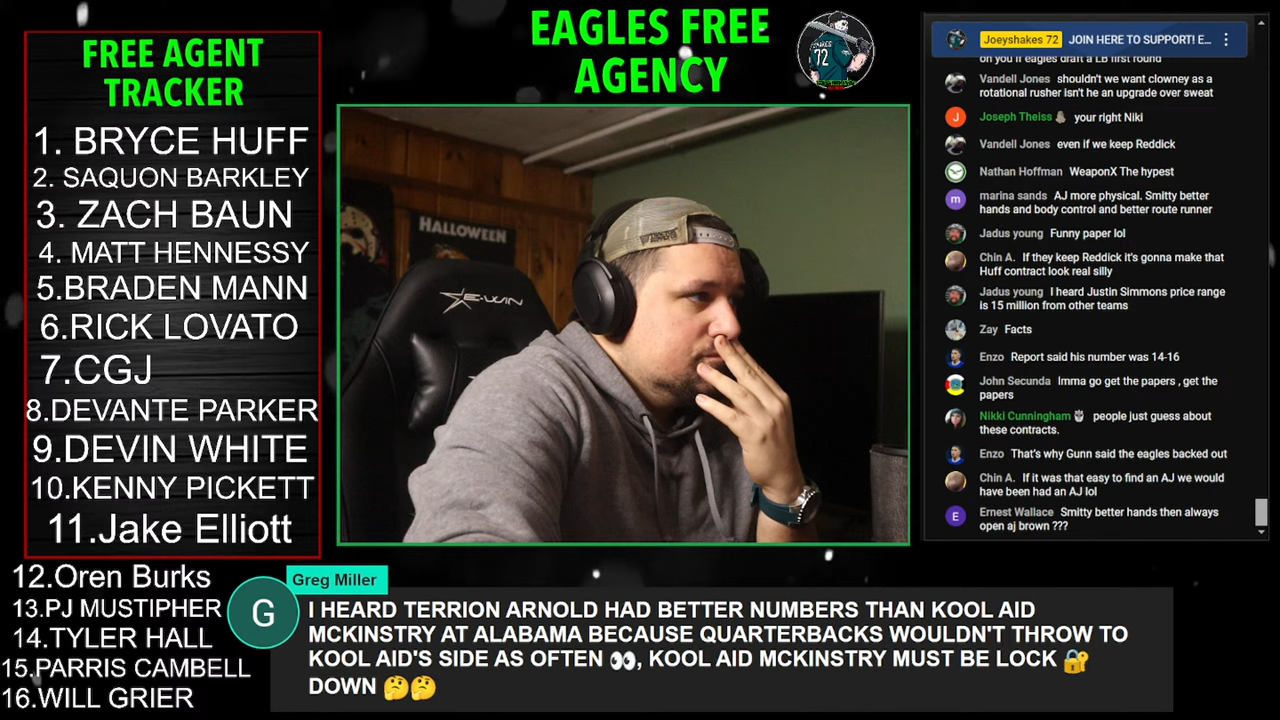 FREE AGENT
TRACKER
1. BRYCE HUFF
2. SAQUON BARKLEY
3. ZACH BAUN
4. MATT HENNESSY
5.BRADEN MANN
6.RICK LOVATO
7.CGJ
8.DEVANTE PARKER
9.DEVIN WHITE
10.KENNY PICKETT
11.Jake Elliott
12.Oren Burks
13.PJ MUSTIPHER
14.TYLER HALL
15.PARRIS CAMBELL
16.WILL GRIER
EAGLES FREE
AGENCY
72
HALLOWEEN
E-WIN
Joeyshakes 72 JOIN HERE TO SUPPORT! E...
on you if eagles draft a LB first round
Vandell Jones shouldn't we want clowney as a
rotational rusher isn't he an upgrade over sweat
J Joseph Theiss your right Niki
Vandell Jones even if we keep Reddick
Nathan Hoffman WeaponX The hypest
m marina sands AJ more physical. Smitty better
hands and body control and better route runner
Jadus young Funny paper lol
Chin A. If they keep Reddick it's gonna make that
Huff contract look real silly
Jadus young I heard Justin Simmons price range
is 15 million from other teams
Zay Facts
Enzo Report said his number was 14-16
John Secunda Imma go get the papers , get the
papers
Nikki Cunningham people just guess about
these contracts.
Enzo That's why Gunn said the eagles backed out
Chin A. If it was that easy to find an AJ we would
have been had an AJ lol
E Ernest Wallace Smitty better hands then always
open aj brown ???
Greg Miller
G
I HEARD TERRION ARNOLD HAD BETTER NUMBERS THAN KOOL AID
MCKINSTRY AT ALABAMA BECAUSE QUARTERBACKS WOULDN'T THROW TO
KOOL AID'S SIDE AS OFTEN 👀, KOOL AID MCKINSTRY MUST BE LOCK 🔐
DOWN 🤔🤔